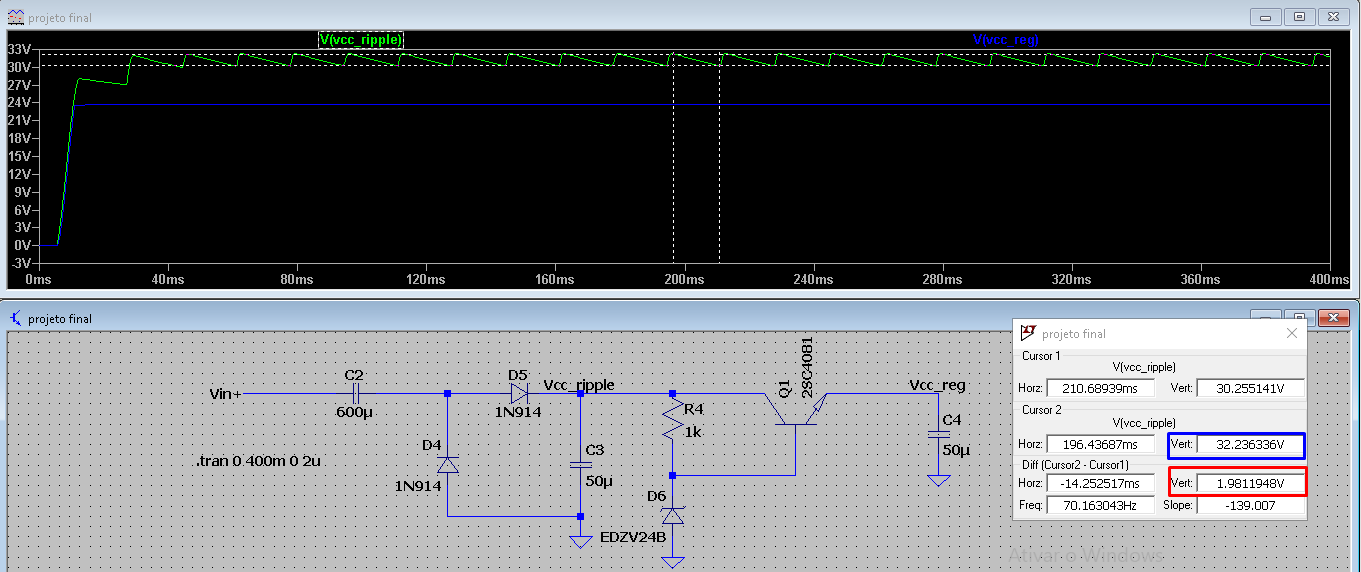 projeto final
V(vcc_ripple)
V(vcc_reg)
33V
30V
27V
24V
21V
18V
15V
12V
9V
6V
3V
0V
-3V
0ms
40ms
80ms
120ms
160ms
200ms
240ms
280ms
320ms
360ms
400ms
projeto final
Vin+
C2
600µ
D5
1N914
Vcc_ripple
Q1
2SC4081
Vcc_reg
R4
1k
C4
50µ
D4
1N914
C3
50µ
.tran 0 400m 0 2u
D6
EDZV24B
projeto final
Cursor 1
V(vcc_ripple)
Horz: 210.68939ms Vert: 30.255141V
Cursor 2
V(vcc_ripple)
Horz: 196.43687ms Vert: 32.236336V
Diff (Cursor2 - Cursor1)
Horz: -14.252517ms Vert: 1.9811948V
Freq: 70.163043Hz Slope: -139.007
Ativar o Windows